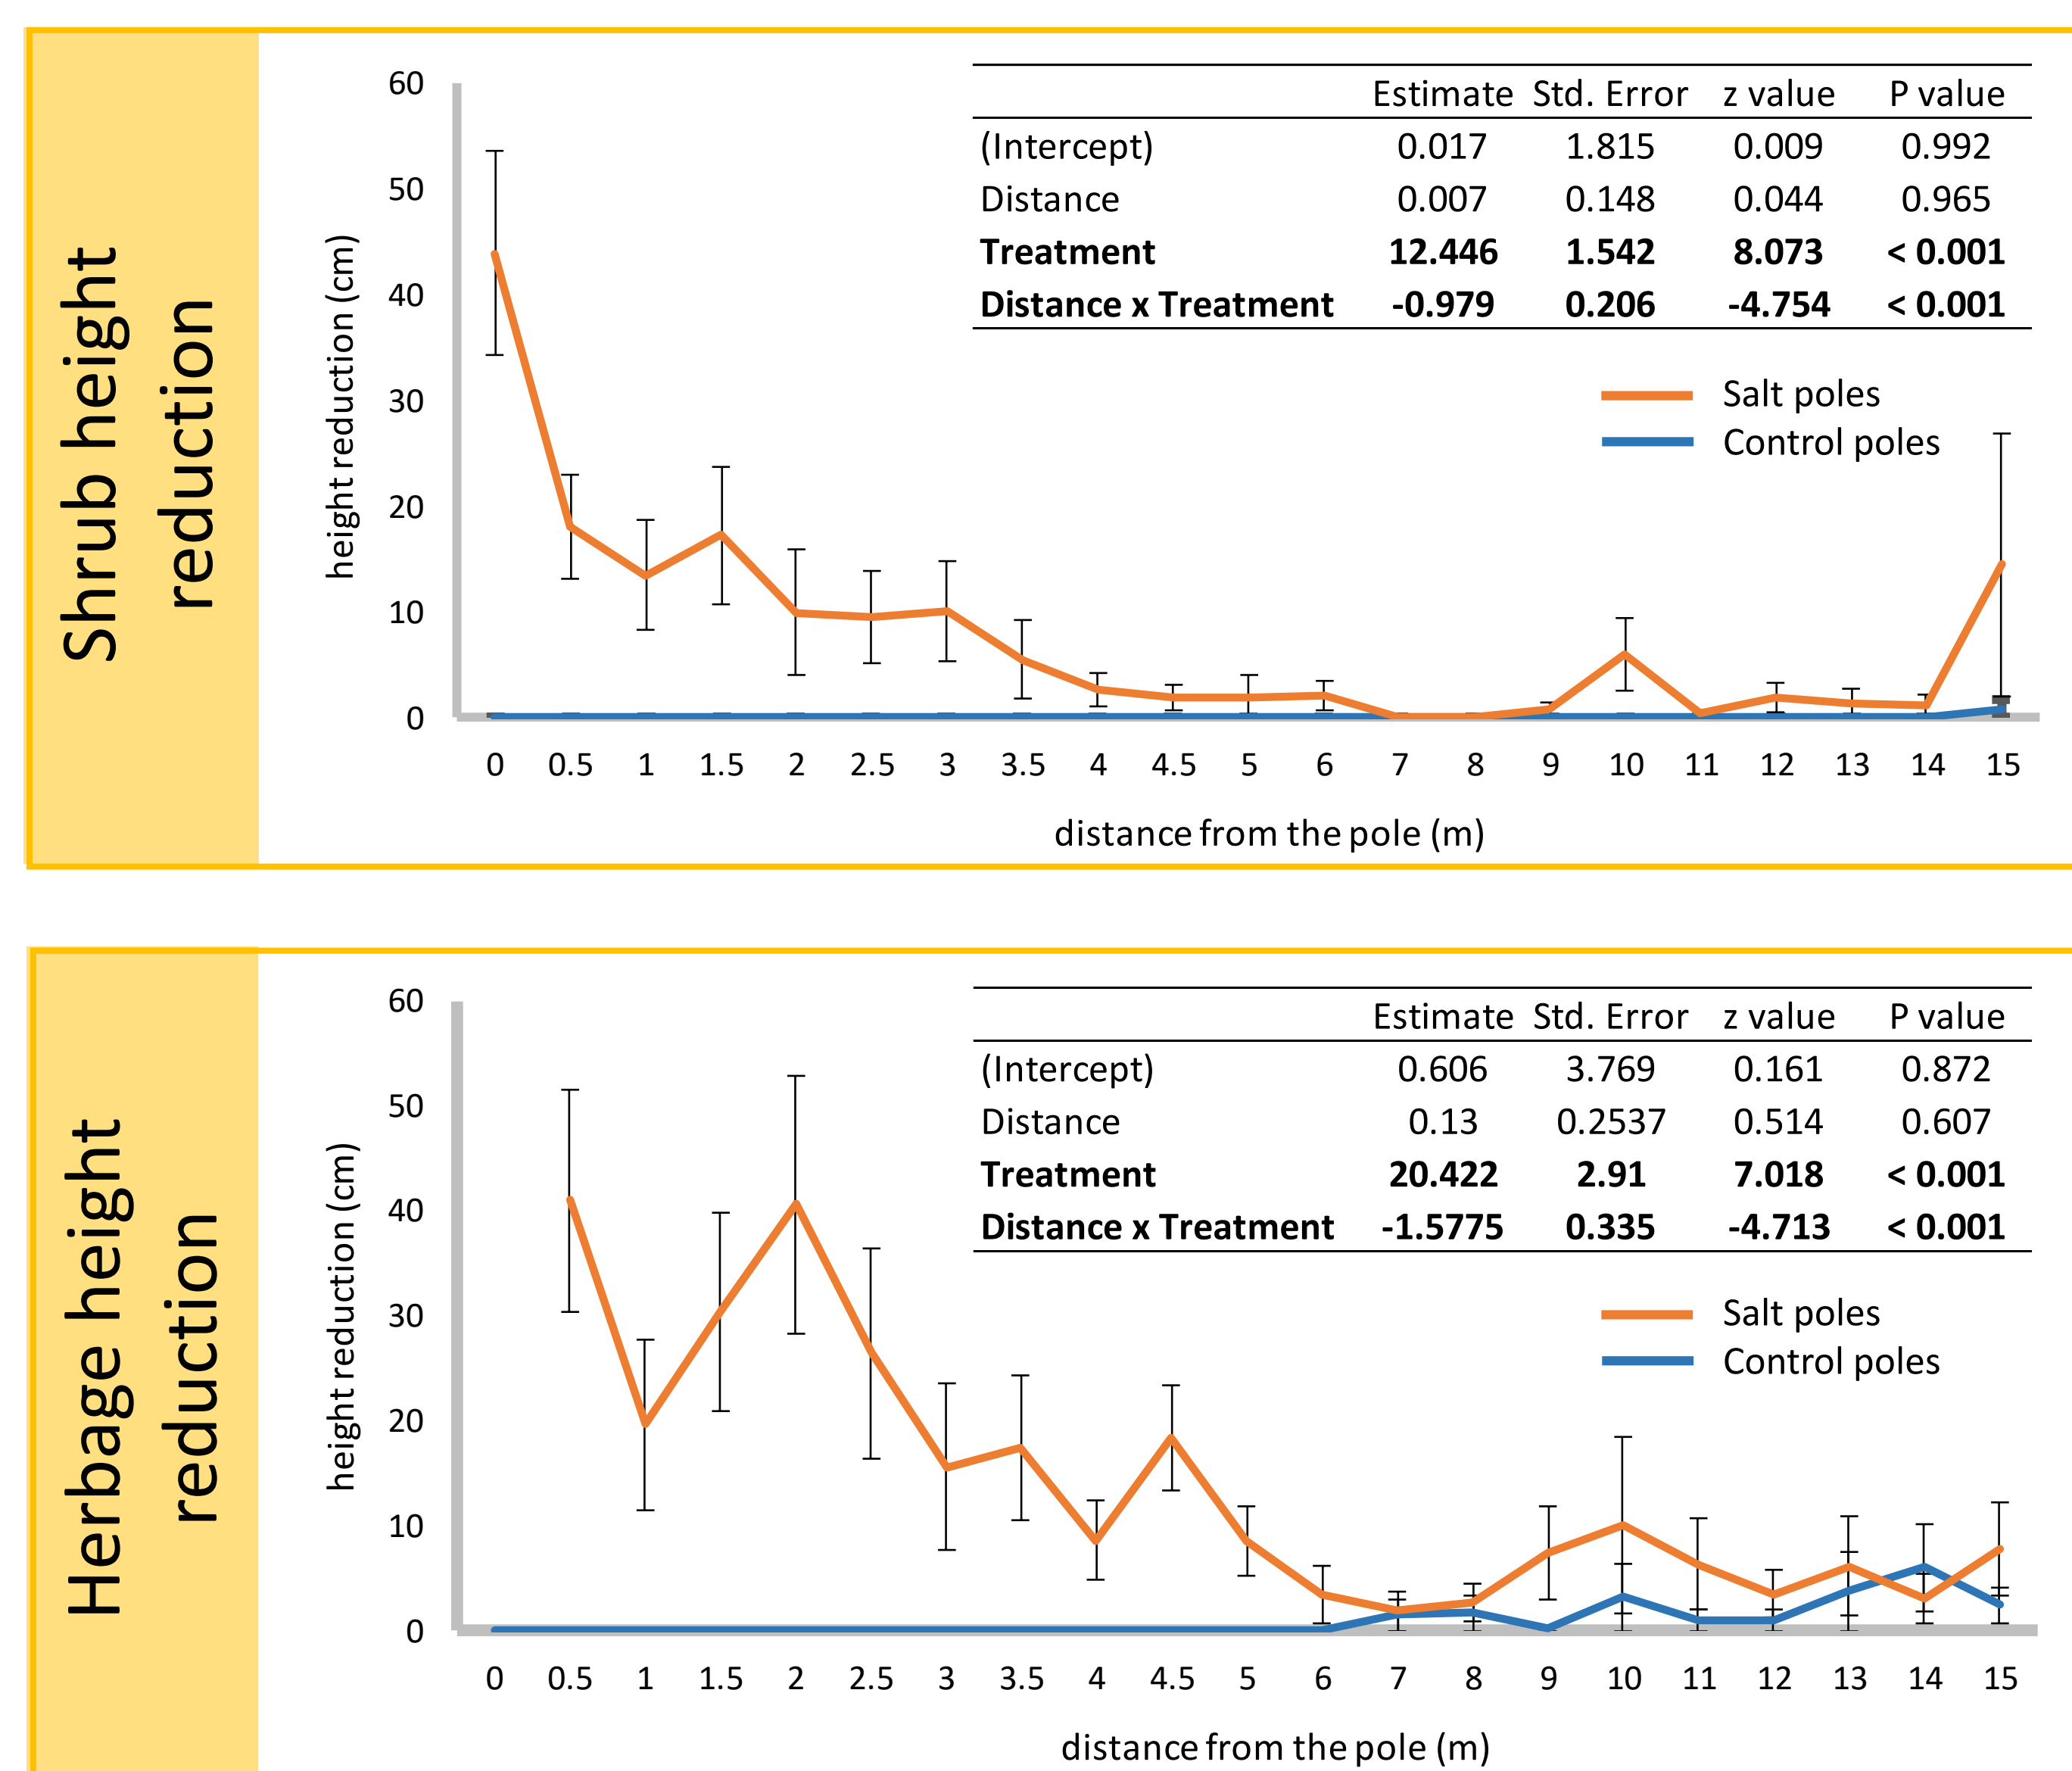 Shrub height
reduction
height reduction (cm)
60
50
40
30
20
10
0
Estimate Std. Error z value P value
(Intercept) 0.017 1.815 0.009 0.992
Distance 0.007 0.148 0.044 0.965
Treatment 12.446 1.542 8.073 < 0.001
Distance x Treatment -0.979 0.206 -4.754 < 0.001
Salt poles
Control poles
0 0.5 1 1.5 2 2.5 3 3.5 4 4.5 5 6 7 8 9 10 11 12 13 14 15
distance from the pole (m)
Herbage height
reduction
height reduction (cm)
60
50
40
30
20
10
0
Estimate Std. Error z value P value
(Intercept) 0.606 3.769 0.161 0.872
Distance 0.13 0.2537 0.514 0.607
Treatment 20.422 2.91 7.018 < 0.001
Distance x Treatment -1.5775 0.335 -4.713 < 0.001
Salt poles
Control poles
0 0.5 1 1.5 2 2.5 3 3.5 4 4.5 5 6 7 8 9 10 11 12 13 14 15
distance from the pole (m)